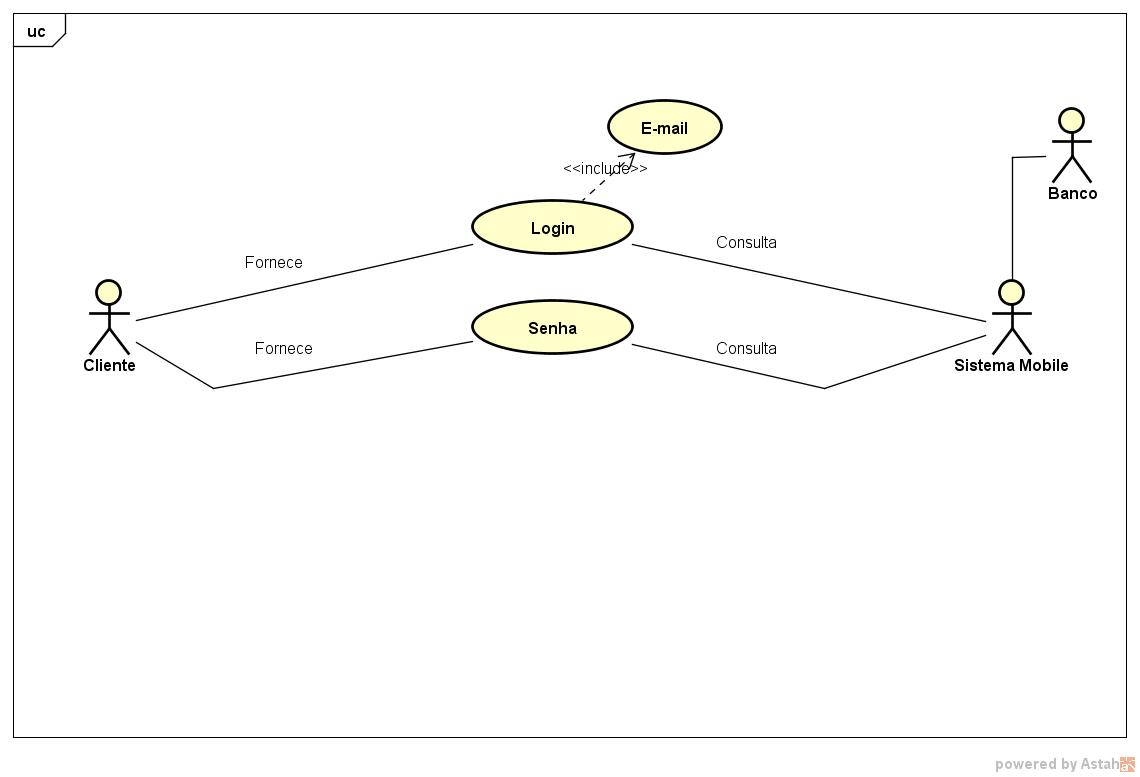 uc
E-mail
<<include>>
Banco
Login
Consulta
Fornece
Senha
Fornece
Consulta
Cliente
Sistema Mobile
powered by Astah